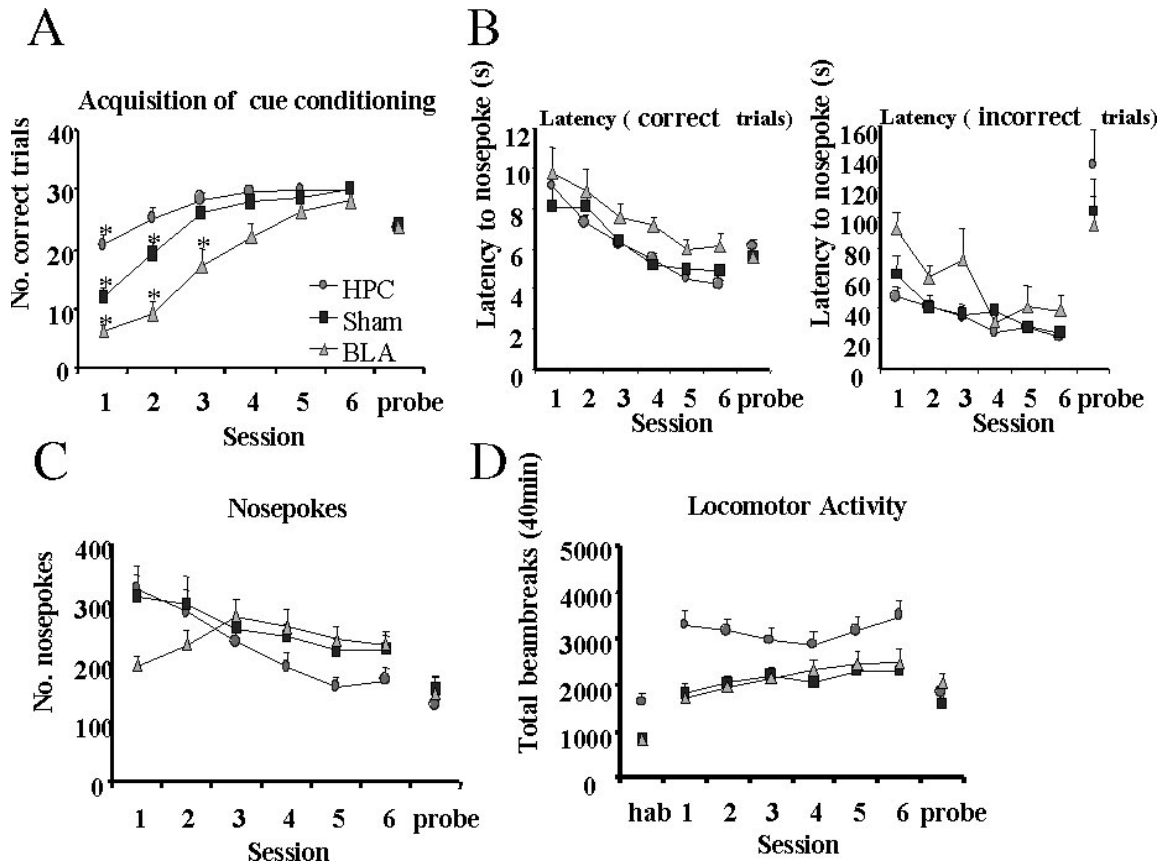 A
Acquisition of cue conditioning
No. correct trials
40
30
20
10
0
* * * * * *
HPC
Sham
BLA
1 2 3 4 5 6 probe
Session
B
Latency ( correct trials)
Latency to nosepoke (s)
12
10
8
6
4
2
0
1 2 3 4 5 6 probe
Session
Latency ( incorrect trials)
Latency to nosepoke (s)
160
140
120
100
80
60
40
20
0
1 2 3 4 5 6 probe
Session
C
Nosepokes
No. nosepokes
400
300
200
100
0
1 2 3 4 5 6 probe
Session
D
Locomotor Activity
Total beambreaks (40min)
5000
4000
3000
2000
1000
0
hab 1 2 3 4 5 6 probe
Session